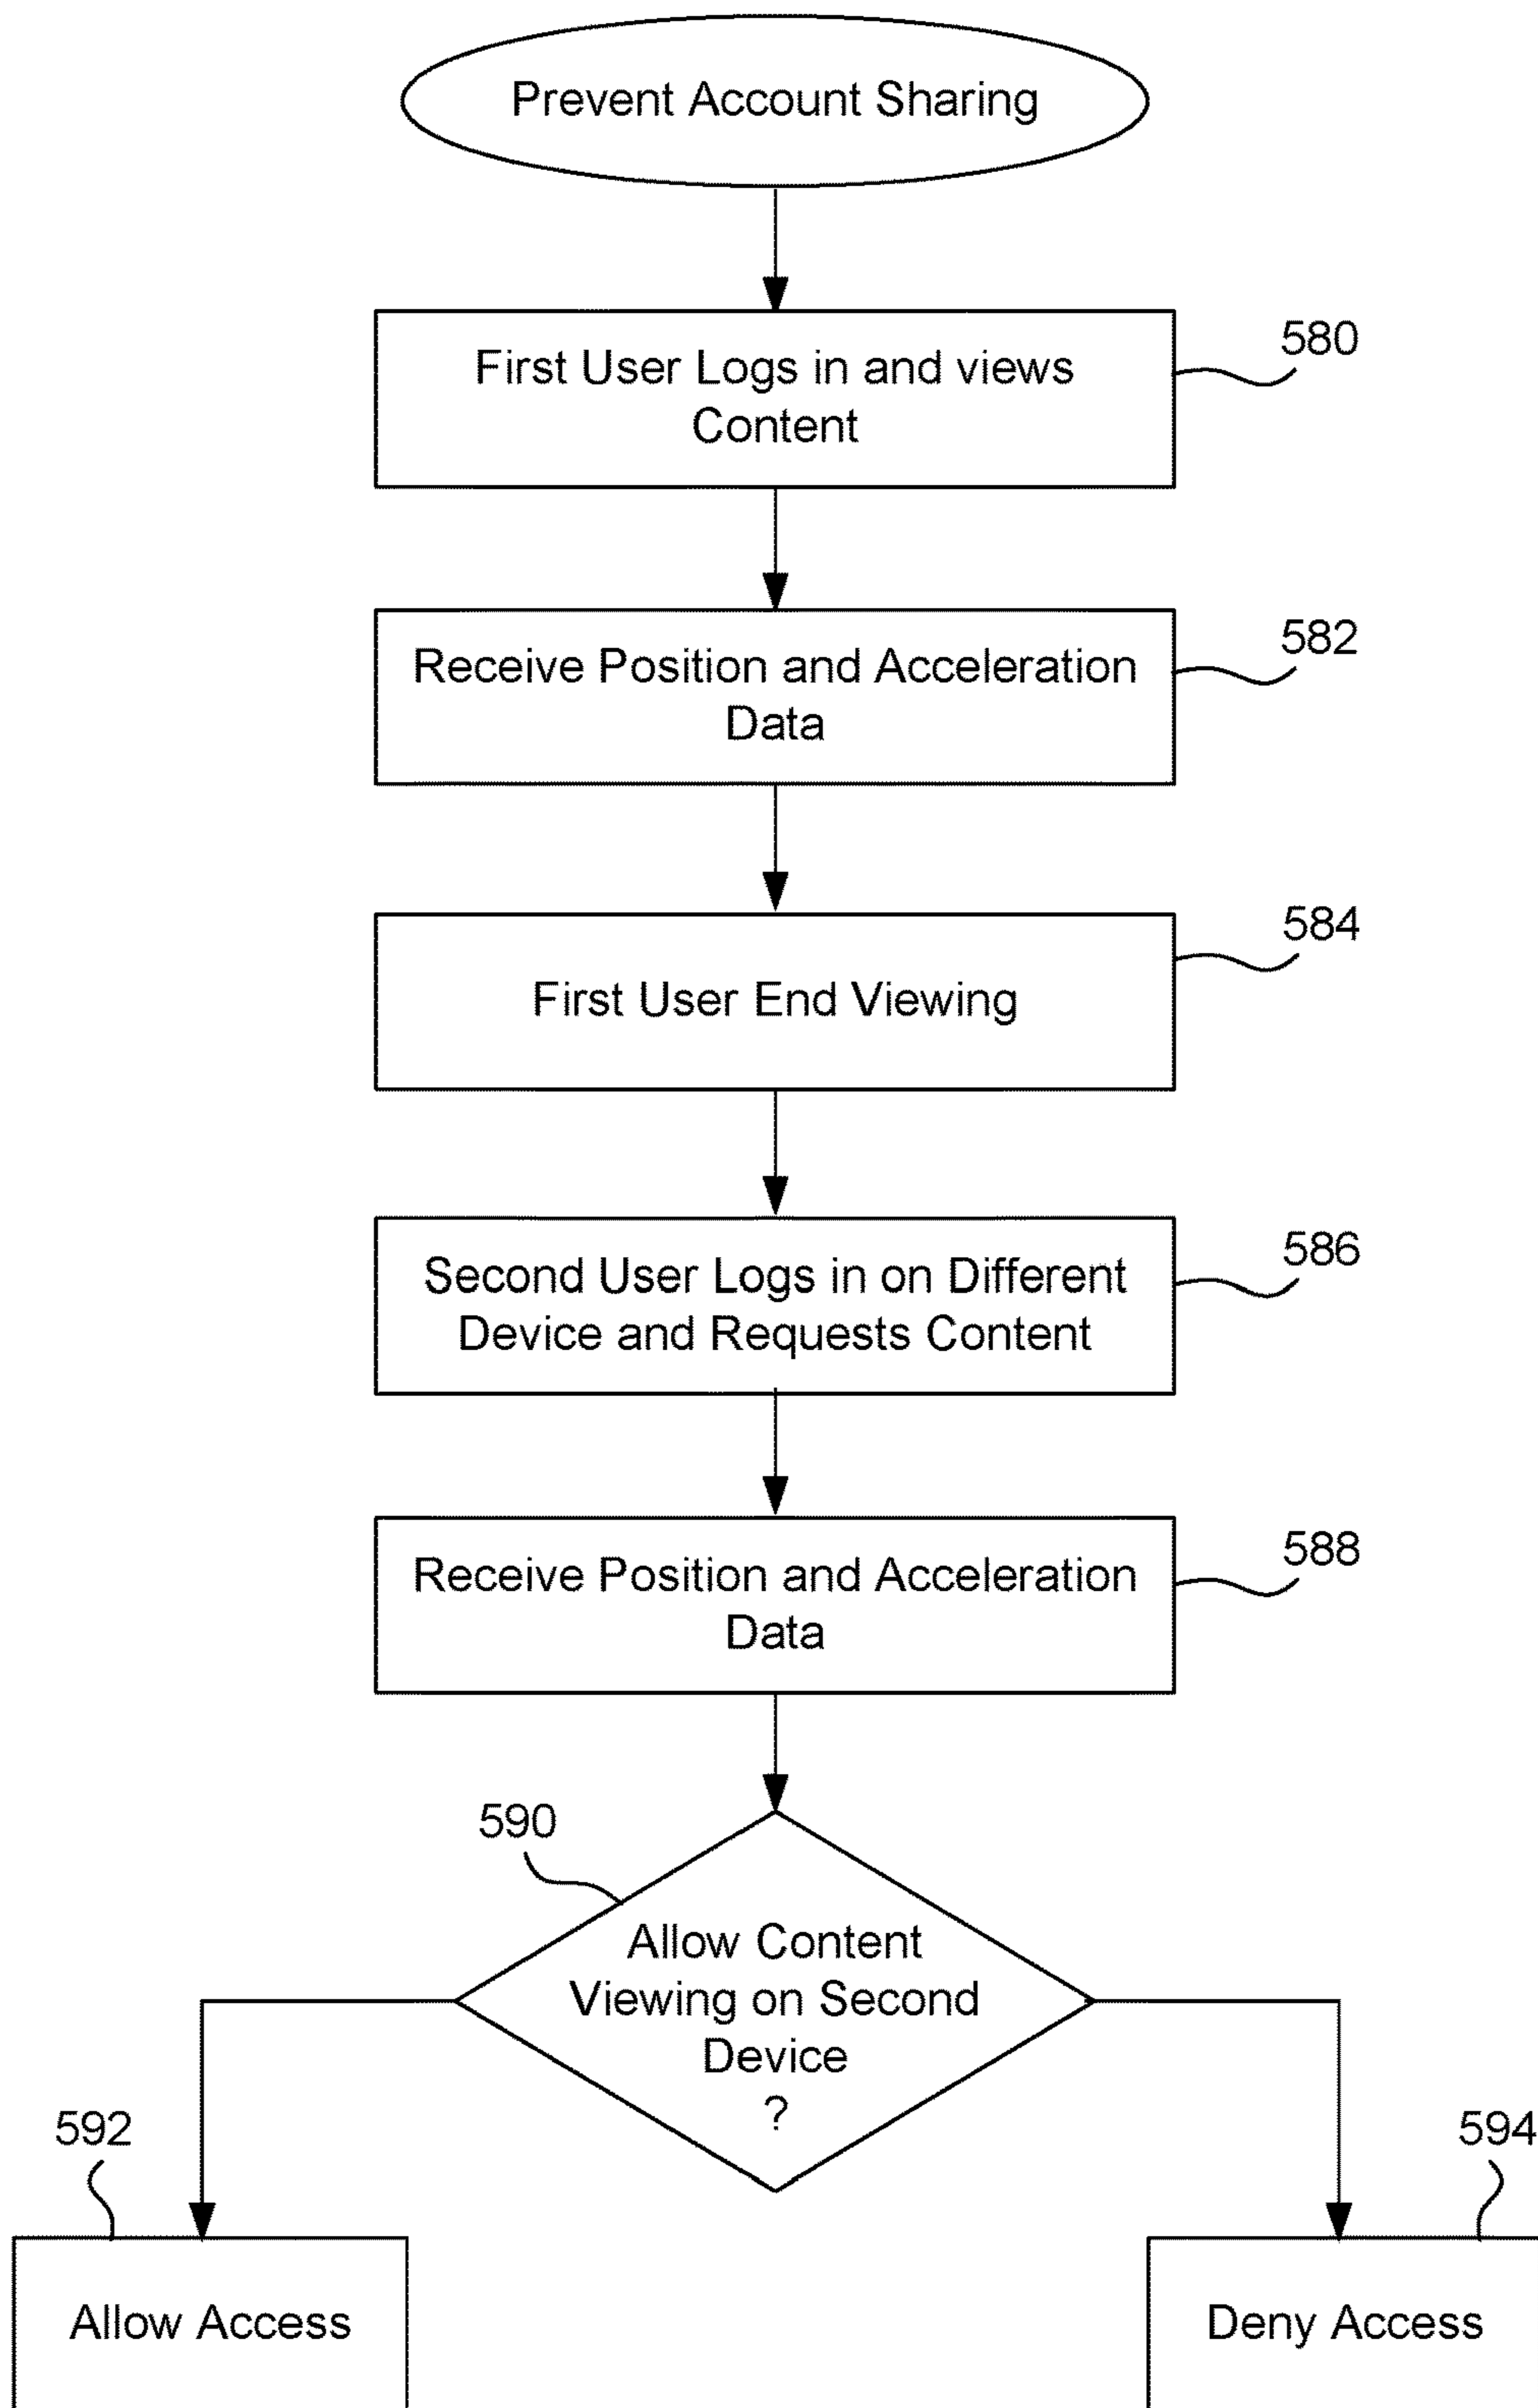 Prevent Account Sharing
First User Logs in and views
Content
580
Receive Position and Acceleration
Data
582
First User End Viewing
584
Second User Logs in on Different
Device and Requests Content
586
Receive Position and Acceleration
Data
588
590
Allow Content
Viewing on Second
Device
?
592
Allow Access
594
Deny Access